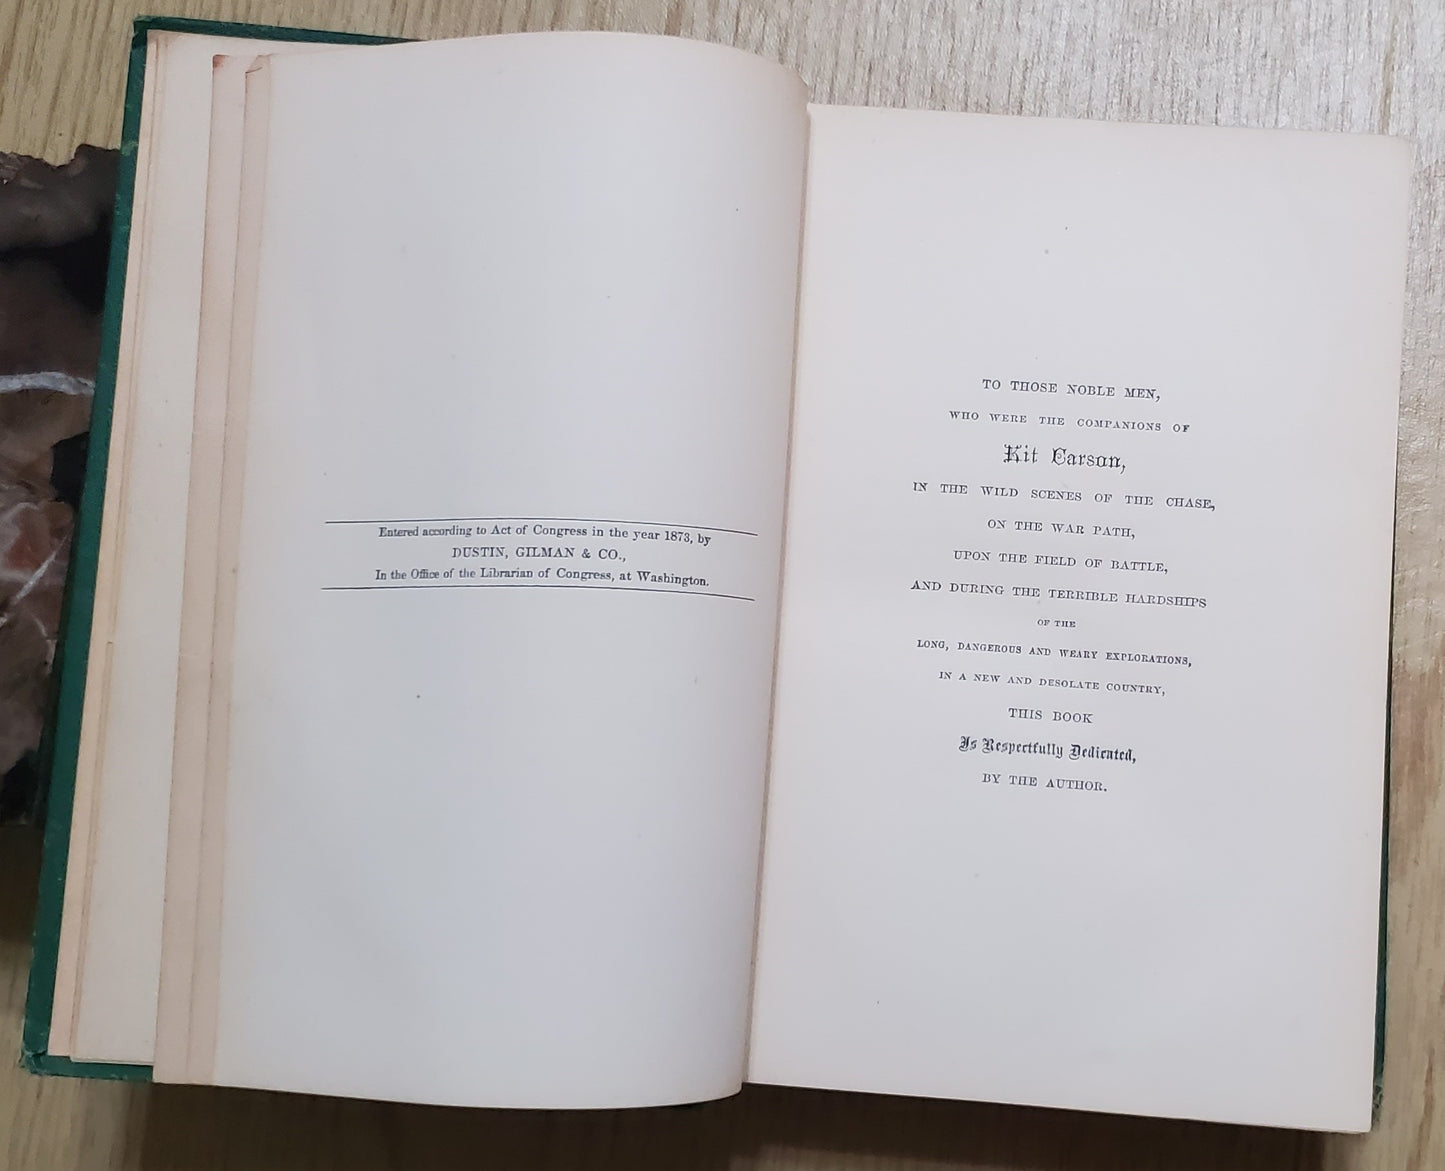 Entered according to Act of Congress in the year 1873, by
DUSTIN, GILMAN & CO.,
In the Office of the Librarian of Congress, at Washington.
TO THOSE NOBLE MEN,
WHO WERE THE COMPANIONS OF
Kit Carson,
IN THE WILD SCENES OF THE CHASE,
ON THE WAR PATH,
UPON THE FIELD OF BATTLE,
AND DURING THE TERRIBLE HARDSHIPS
OF THE
LONG, DANGEROUS AND WEARY EXPLORATIONS,
IN A NEW AND DESOLATE COUNTRY,
THIS BOOK
Is Respectfully Dedicated,
BY THE AUTHOR.